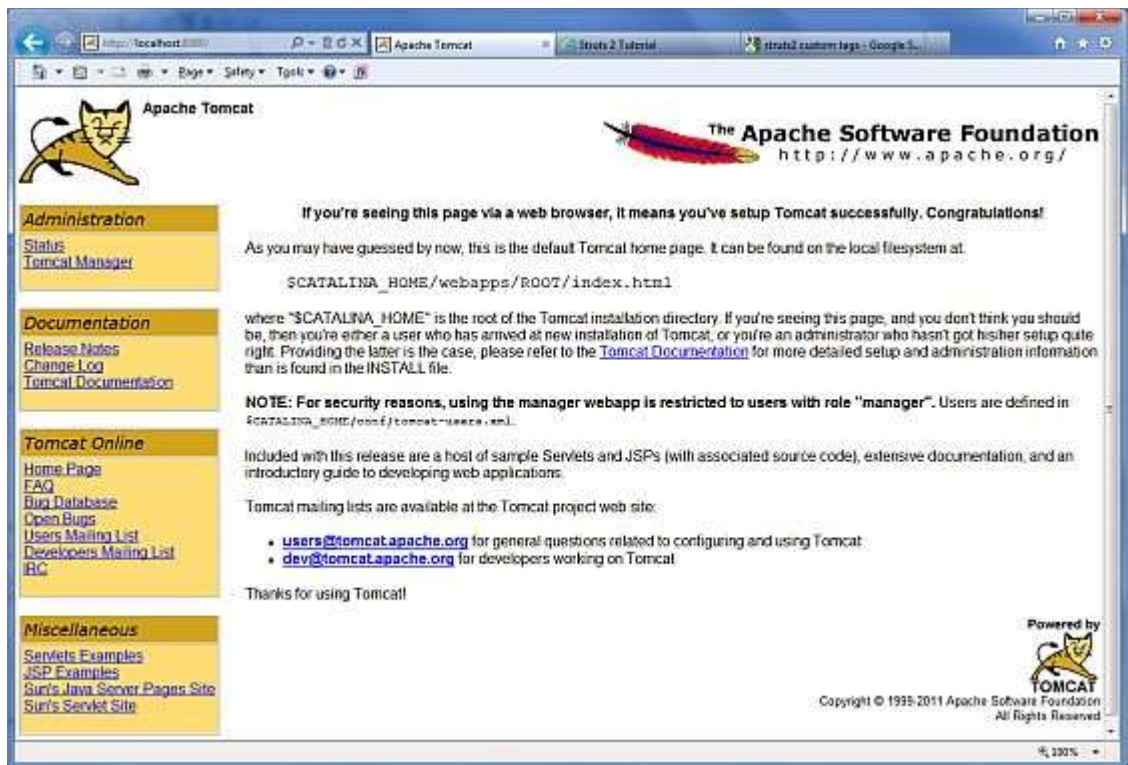 http://localhost:8080/
Apache Tomcat
Struts 2 Tutorial
struts2 custom tags - Google S...
Page
Safety
Tools
Apache Tomcat
The Apache Software Foundation
http://www.apache.org/
Administration
Status
Tomcat Manager
Documentation
Release Notes
Change Log
Tomcat Documentation
Tomcat Online
Home Page
FAQ
Bug Database
Open Bugs
Users Mailing List
Developers Mailing List
IRC
Miscellaneous
Servlets Examples
JSP Examples
Sun's Java Server Pages Site
Sun's Servlet Site
If you're seeing this page via a web browser, it means you've setup Tomcat successfully. Congratulations!
As you may have guessed by now, this is the default Tomcat home page. It can be found on the local filesystem at:
$CATALINA_HOME/webapps/ROOT/index.html
where "$CATALINA_HOME" is the root of the Tomcat installation directory. If you're seeing this page, and you don't think you should
be, then you're either a user who has arrived at new installation of Tomcat, or you're an administrator who hasn't got his/her setup quite
right. Providing the latter is the case, please refer to the Tomcat Documentation for more detailed setup and administration information
than is found in the INSTALL file.
NOTE: For security reasons, using the manager webapp is restricted to users with role "manager". Users are defined in
$CATALINA_HOME/conf/tomcat-users.xml.
Included with this release are a host of sample Servlets and JSPs (with associated source code), extensive documentation, and an
introductory guide to developing web applications.
Tomcat mailing lists are available at the Tomcat project web site:
• users@tomcat.apache.org for general questions related to configuring and using Tomcat
• dev@tomcat.apache.org for developers working on Tomcat
Thanks for using Tomcat!
Powered by
TOMCAT
Copyright © 1999-2011 Apache Software Foundation
All Rights Reserved
100%